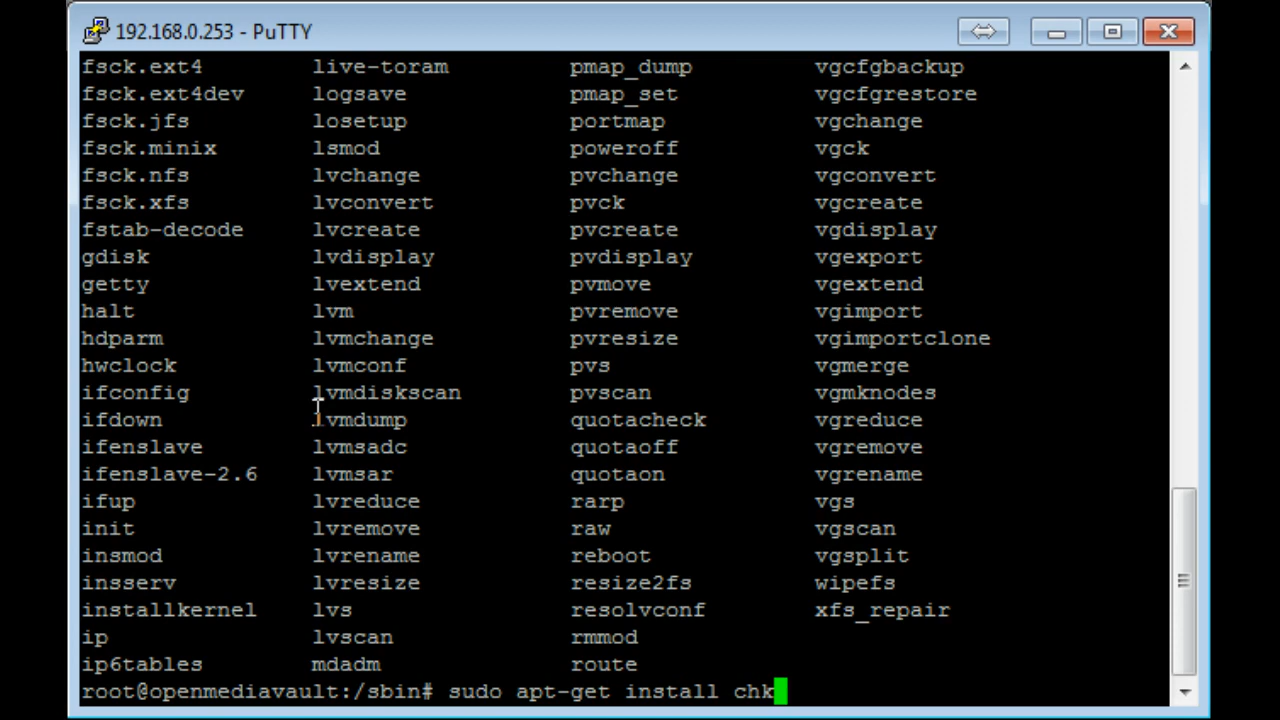 192.168.0.253 - PuTTY
fsck.ext4 live-toram pmap_dump vgcfgbackup
fsck.ext4dev logsave pmap_set vgcfgrestore
fsck.jfs losetup portmap vgchange
fsck.minix lsmod poweroff vgck
fsck.nfs lvchange pvchange vgconvert
fsck.xfs lvconvert pvck vgcreate
fstab-decode lvcreate pvcreate vgdisplay
gdisk lvdisplay pvdisplay vgexport
getty lvextend pvmove vgextend
halt lvm pvremove vgimport
hdparm lvmchange pvresize vgimportclone
hwclock lvmconf pvs vgmerge
ifconfig lvmdiskscan pvscan vgmknodes
ifdown lvmdump quotacheck vgreduce
ifenslave lvmsadc quotaoff vgremove
ifenslave-2.6 lvmsar quotaon vgrename
ifup lvreduce rarp vgs
init lvremove raw vgscan
insmod lvrename reboot vgsplit
insserv lvresize resize2fs wipefs
installkernel lvs resolvconf xfs_repair
ip lvscan rmmod
ip6tables mdadm route
root@openmediavault:/sbin# sudo apt-get install chk